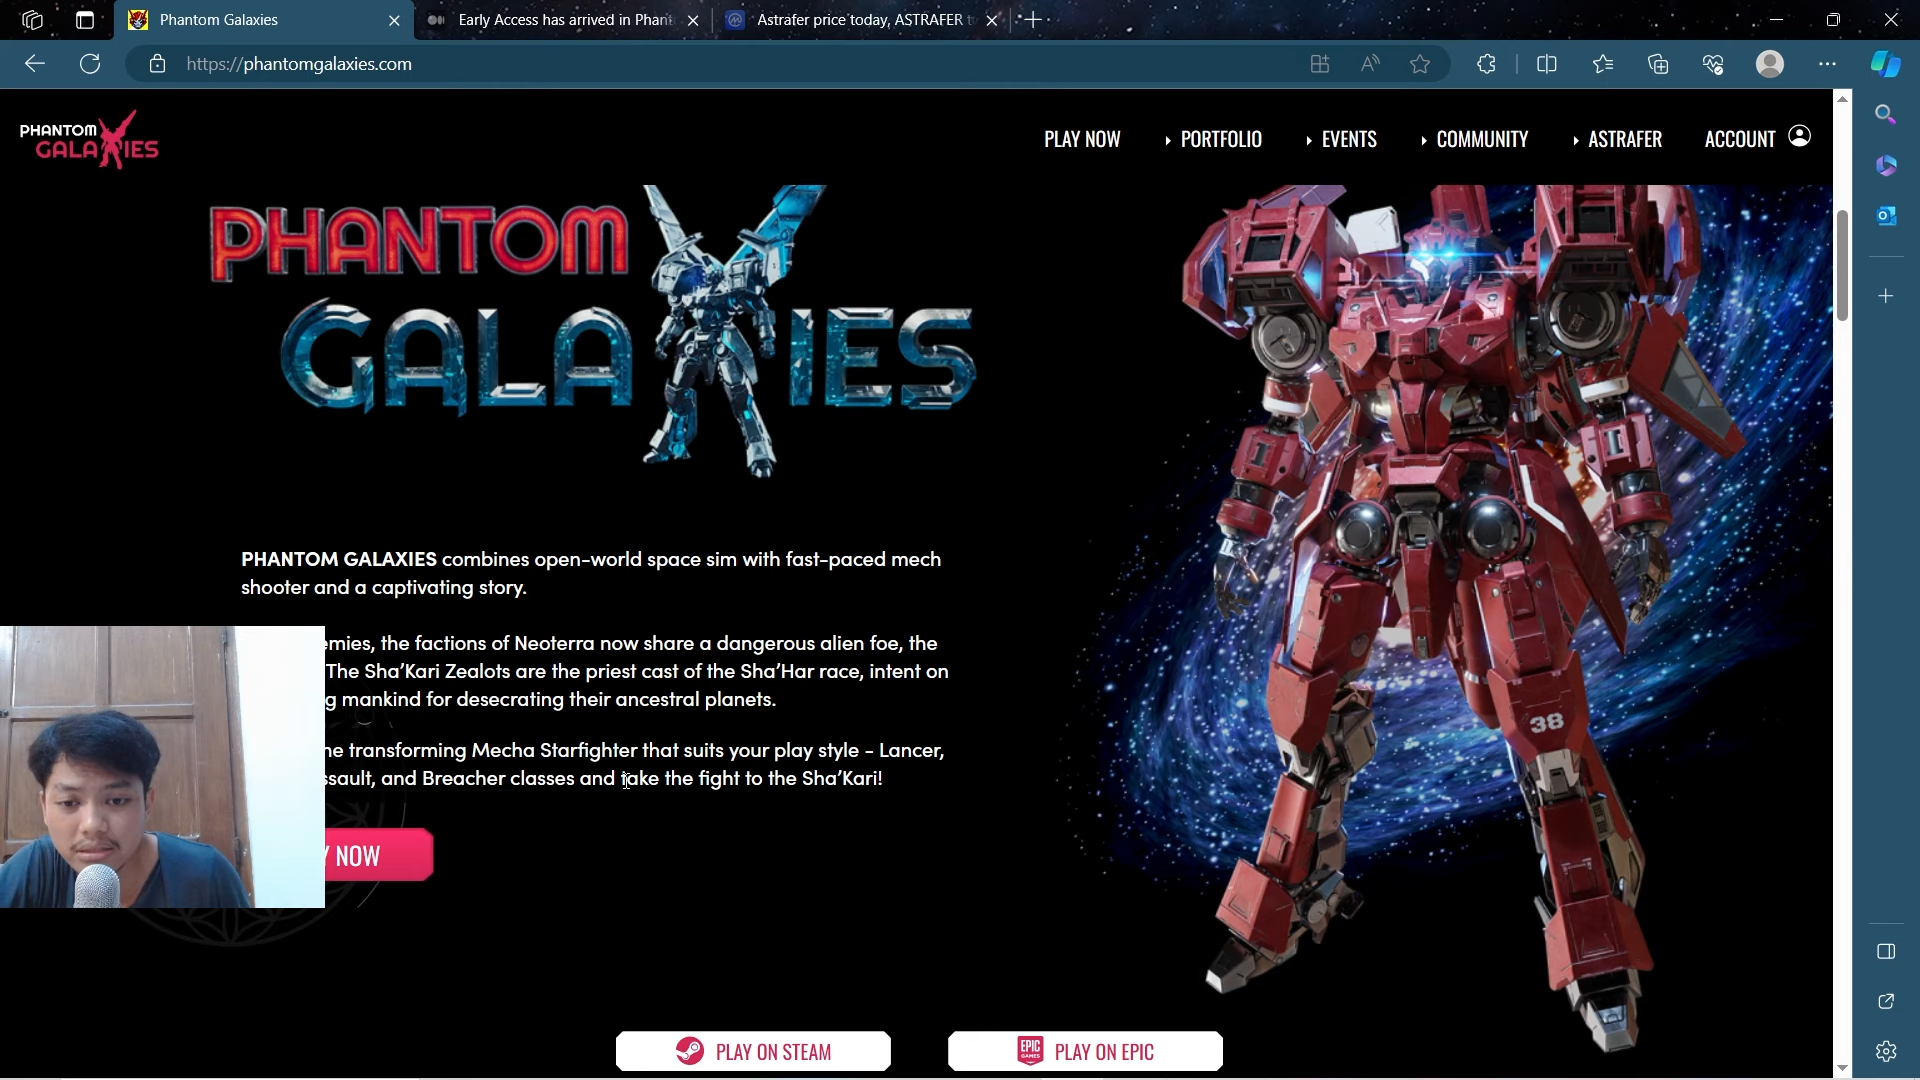 Phantom Galaxies
Early Access has arrived in Phant
Astrafer price today, ASTRAFER t
https://phantomgalaxies.com
PHANTOM GALAXIES
PLAY NOW
PORTFOLIO
EVENTS
COMMUNITY
ASTRAFER
ACCOUNT
PHANTOM
GALAXIES
PHANTOM GALAXIES combines open-world space sim with fast-paced mech
shooter and a captivating story.
emies, the factions of Neoterra now share a dangerous alien foe, the
The Sha'Kari Zealots are the priest cast of the Sha'Har race, intent on
g mankind for desecrating their ancestral planets.
he transforming Mecha Starfighter that suits your play style – Lancer,
ssault, and Breacher classes and take the fight to the Sha'Kari!
Y NOW
38
PLAY ON STEAM
EPIC GAMES
PLAY ON EPIC